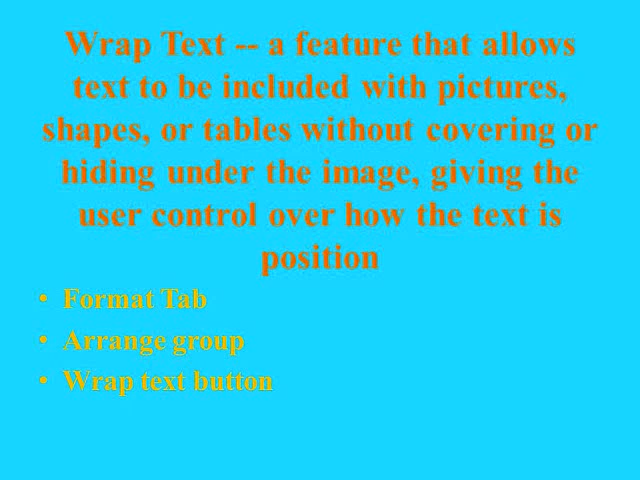 Wrap Text -- a feature that allows
text to be included with pictures,
shapes, or tables without covering or
hiding under the image, giving the
user control over how the text is
position
• Format Tab
• Arrange group
• Wrap text button